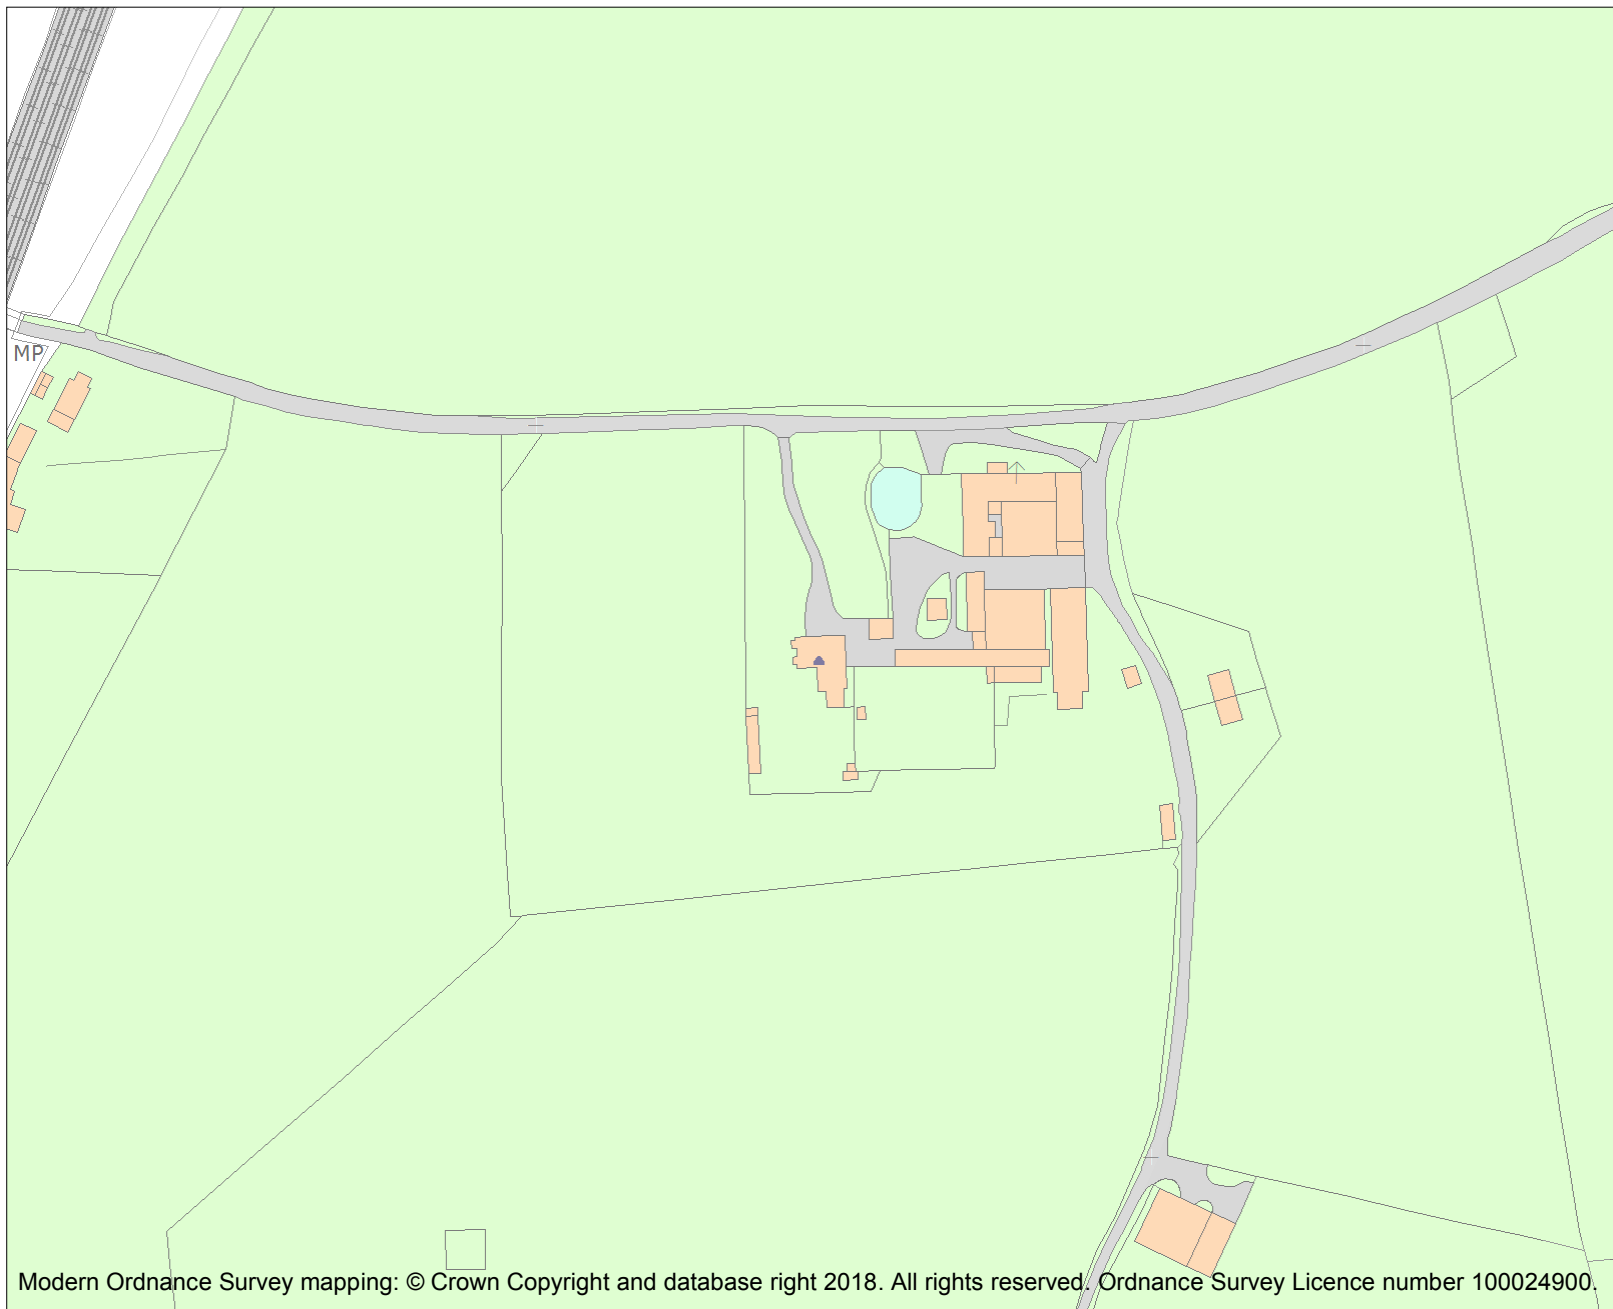 MP
Modern Ordnance Survey mapping: © Crown Copyright and database right 2018. All rights reserved. Ordnance Survey Licence number 100024900.